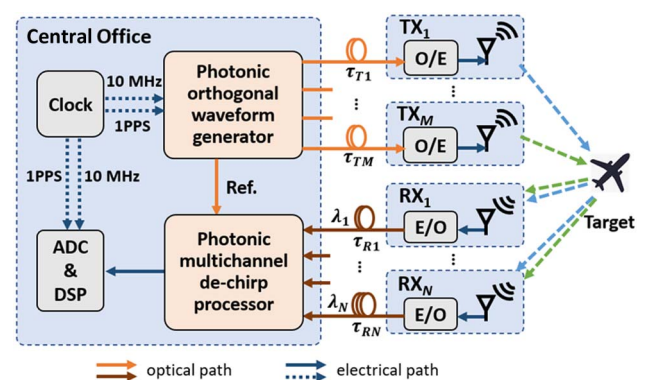 Central Office
Clock
10 MHz
1PPS
Photonic
orthogonal
waveform
generator
τT1
⋮
τTM
TX1
O/E
⋮
TXM
O/E
1PPS
10 MHz
Ref.
ADC
&
DSP
Photonic
multichannel
de-chirp
processor
λ1
τR1
⋮
λN
τRN
RX1
E/O
⋮
RXN
E/O
Target
optical path
electrical path